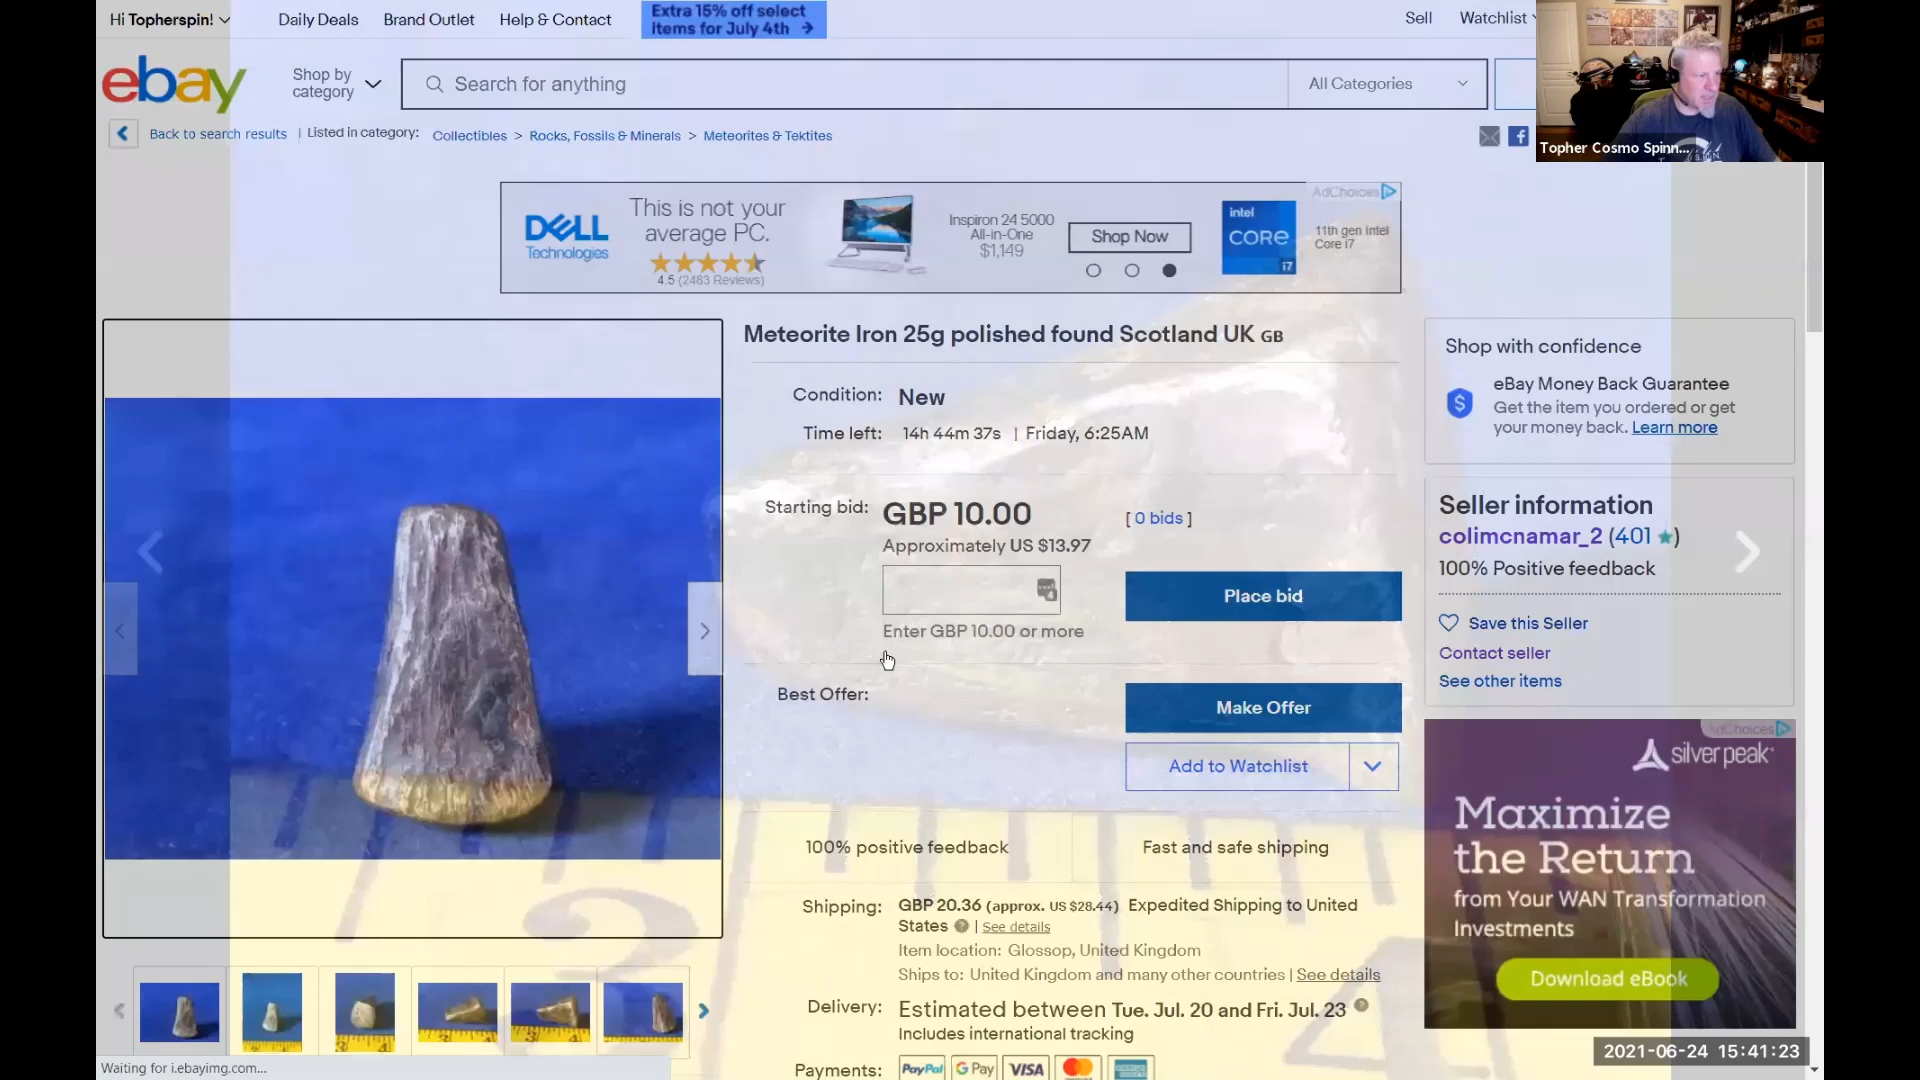 Hi Topherspin!
Daily Deals
Brand Outlet
Help & Contact
Extra 15% off select
items for July 4th →
Sell
Watchlist
ebay
Shop by
category
Search for anything
All Categories
Back to search results
| Listed in category:
Collectibles > Rocks, Fossils & Minerals > Meteorites & Tektites
Topher Cosmo Spinn...
AdChoices
DELL
Technologies
This is not your
average PC.
4.5 (2483 Reviews)
Inspiron 24 5000
All-in-One
$1,149
Shop Now
intel
CORE
i7
11th gen Intel
Core i7
Meteorite Iron 25g polished found Scotland UK GB
Condition: New
Time left: 14h 44m 37s | Friday, 6:25AM
Starting bid: GBP 10.00 [ 0 bids ]
Approximately US $13.97
Place bid
Enter GBP 10.00 or more
Best Offer:
Make Offer
Add to Watchlist
100% positive feedback
Fast and safe shipping
Shipping: GBP 20.36 (approx. US $28.44) Expedited Shipping to United
States | See details
Item location: Glossop, United Kingdom
Ships to: United Kingdom and many other countries | See details
Delivery: Estimated between Tue. Jul. 20 and Fri. Jul. 23
Includes international tracking
Payments: PayPal G Pay VISA
Shop with confidence
eBay Money Back Guarantee
Get the item you ordered or get
your money back. Learn more
Seller information
colimcnamar_2 (401 ★)
100% Positive feedback
Save this Seller
Contact seller
See other items
AdChoices
silverpeak
Maximize
the Return
from Your WAN Transformation
Investments
Download eBook
2
4
2021-06-24 15:41:23
Waiting for i.ebayimg.com...